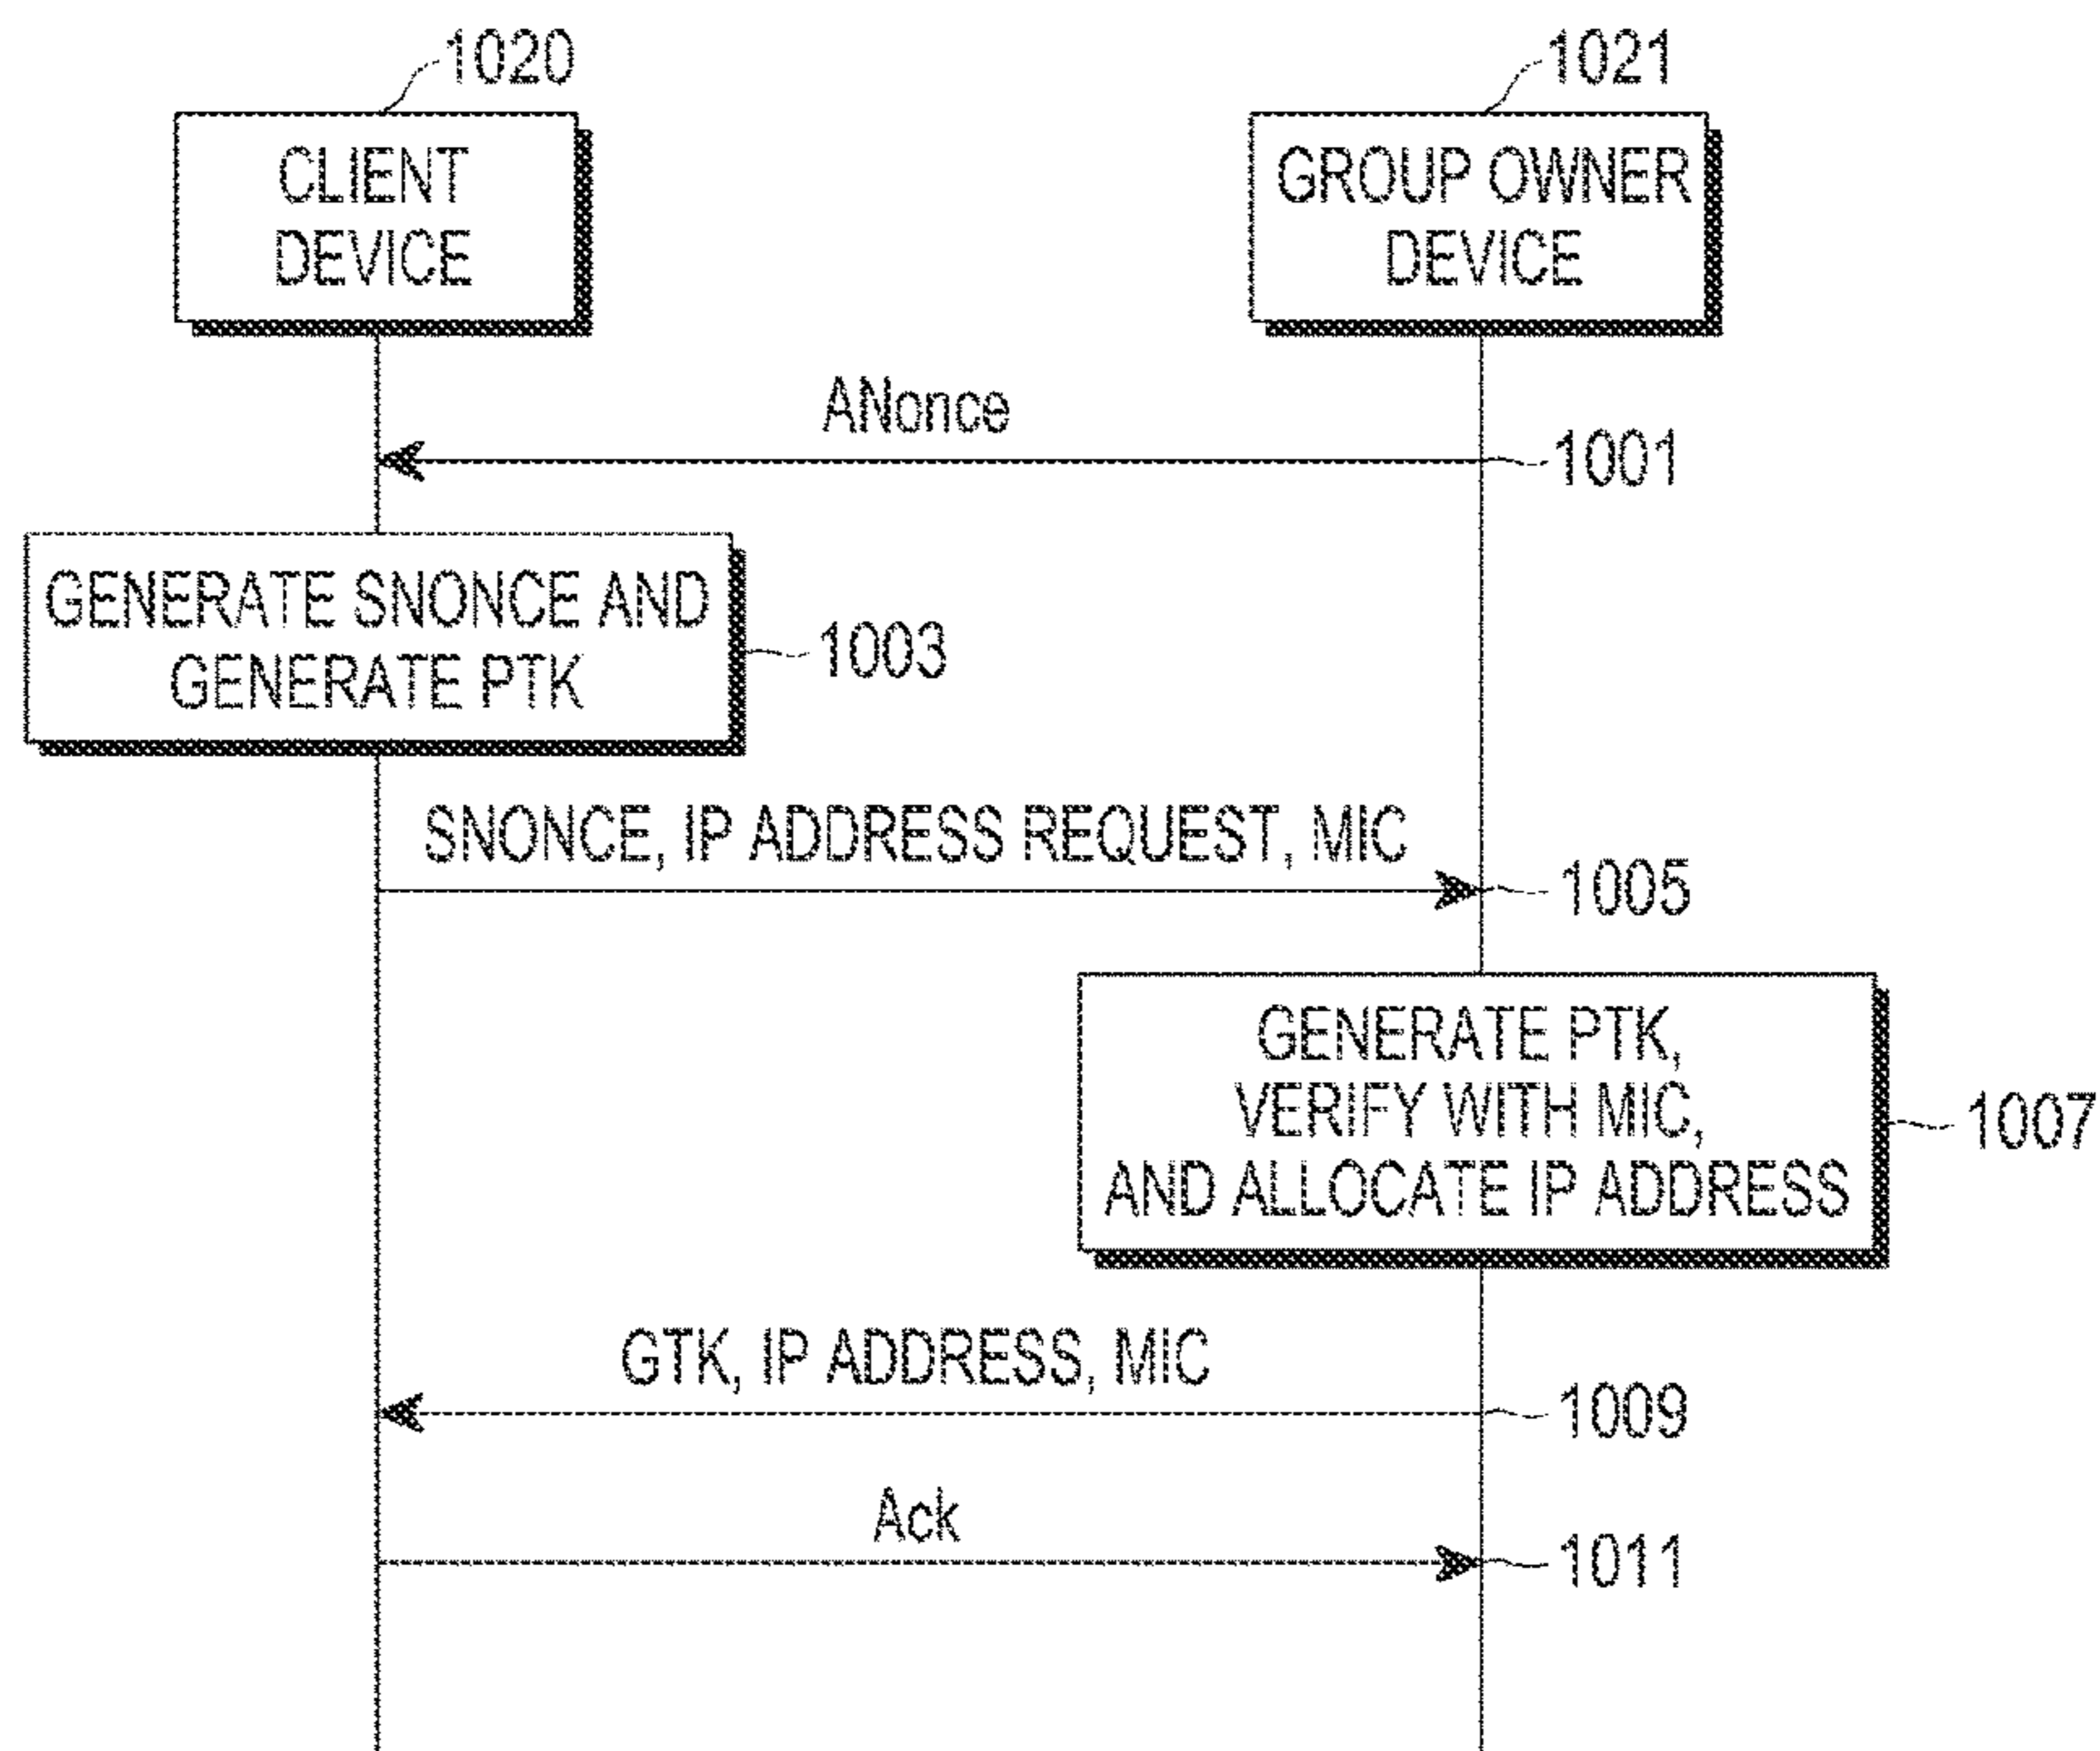 1020
1021
CLIENT
DEVICE
GROUP OWNER
DEVICE
ANonce
1001
GENERATE SNONCE AND
GENERATE PTK
1003
SNONCE, IP ADDRESS REQUEST, MIC
1005
GENERATE PTK,
VERIFY WITH MIC,
AND ALLOCATE IP ADDRESS
1007
GTK, IP ADDRESS, MIC
1009
Ack
1011